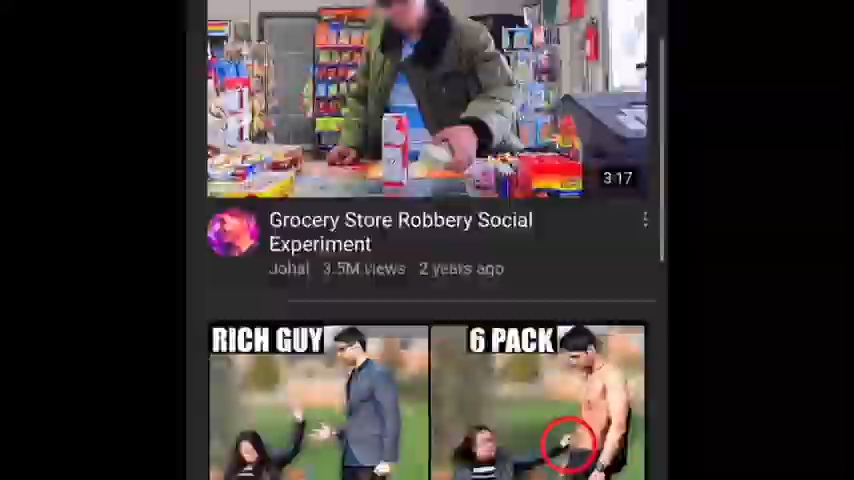 3:17
Grocery Store Robbery Social
Experiment
Johal 3.5M views 2 years ago
RICH GUY
6 PACK